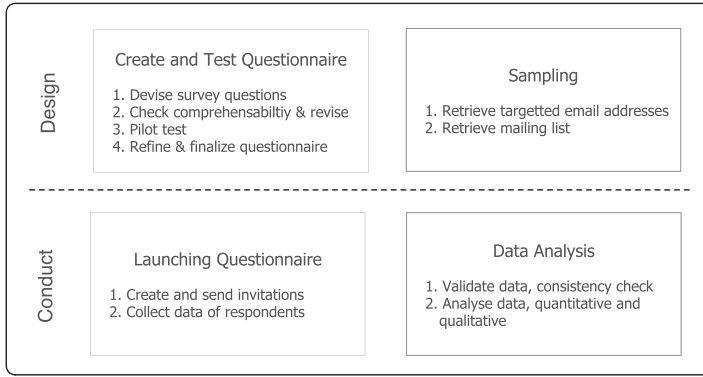 Design
Create and Test Questionnaire
1. Devise survey questions
2. Check comprehensabiltiy & revise
3. Pilot test
4. Refine & finalize questionnaire
Sampling
1. Retrieve targetted email addresses
2. Retrieve mailing list
Conduct
Launching Questionnaire
1. Create and send invitations
2. Collect data of respondents
Data Analysis
1. Validate data, consistency check
2. Analyse data, quantitative and
qualitative